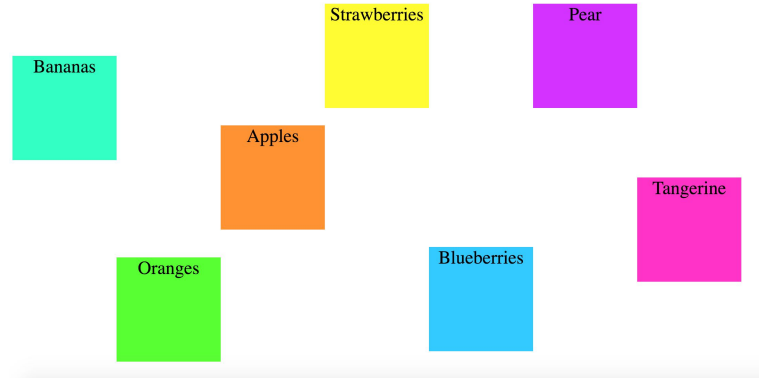 Strawberries
Pear
Bananas
Apples
Tangerine
Blueberries
Oranges